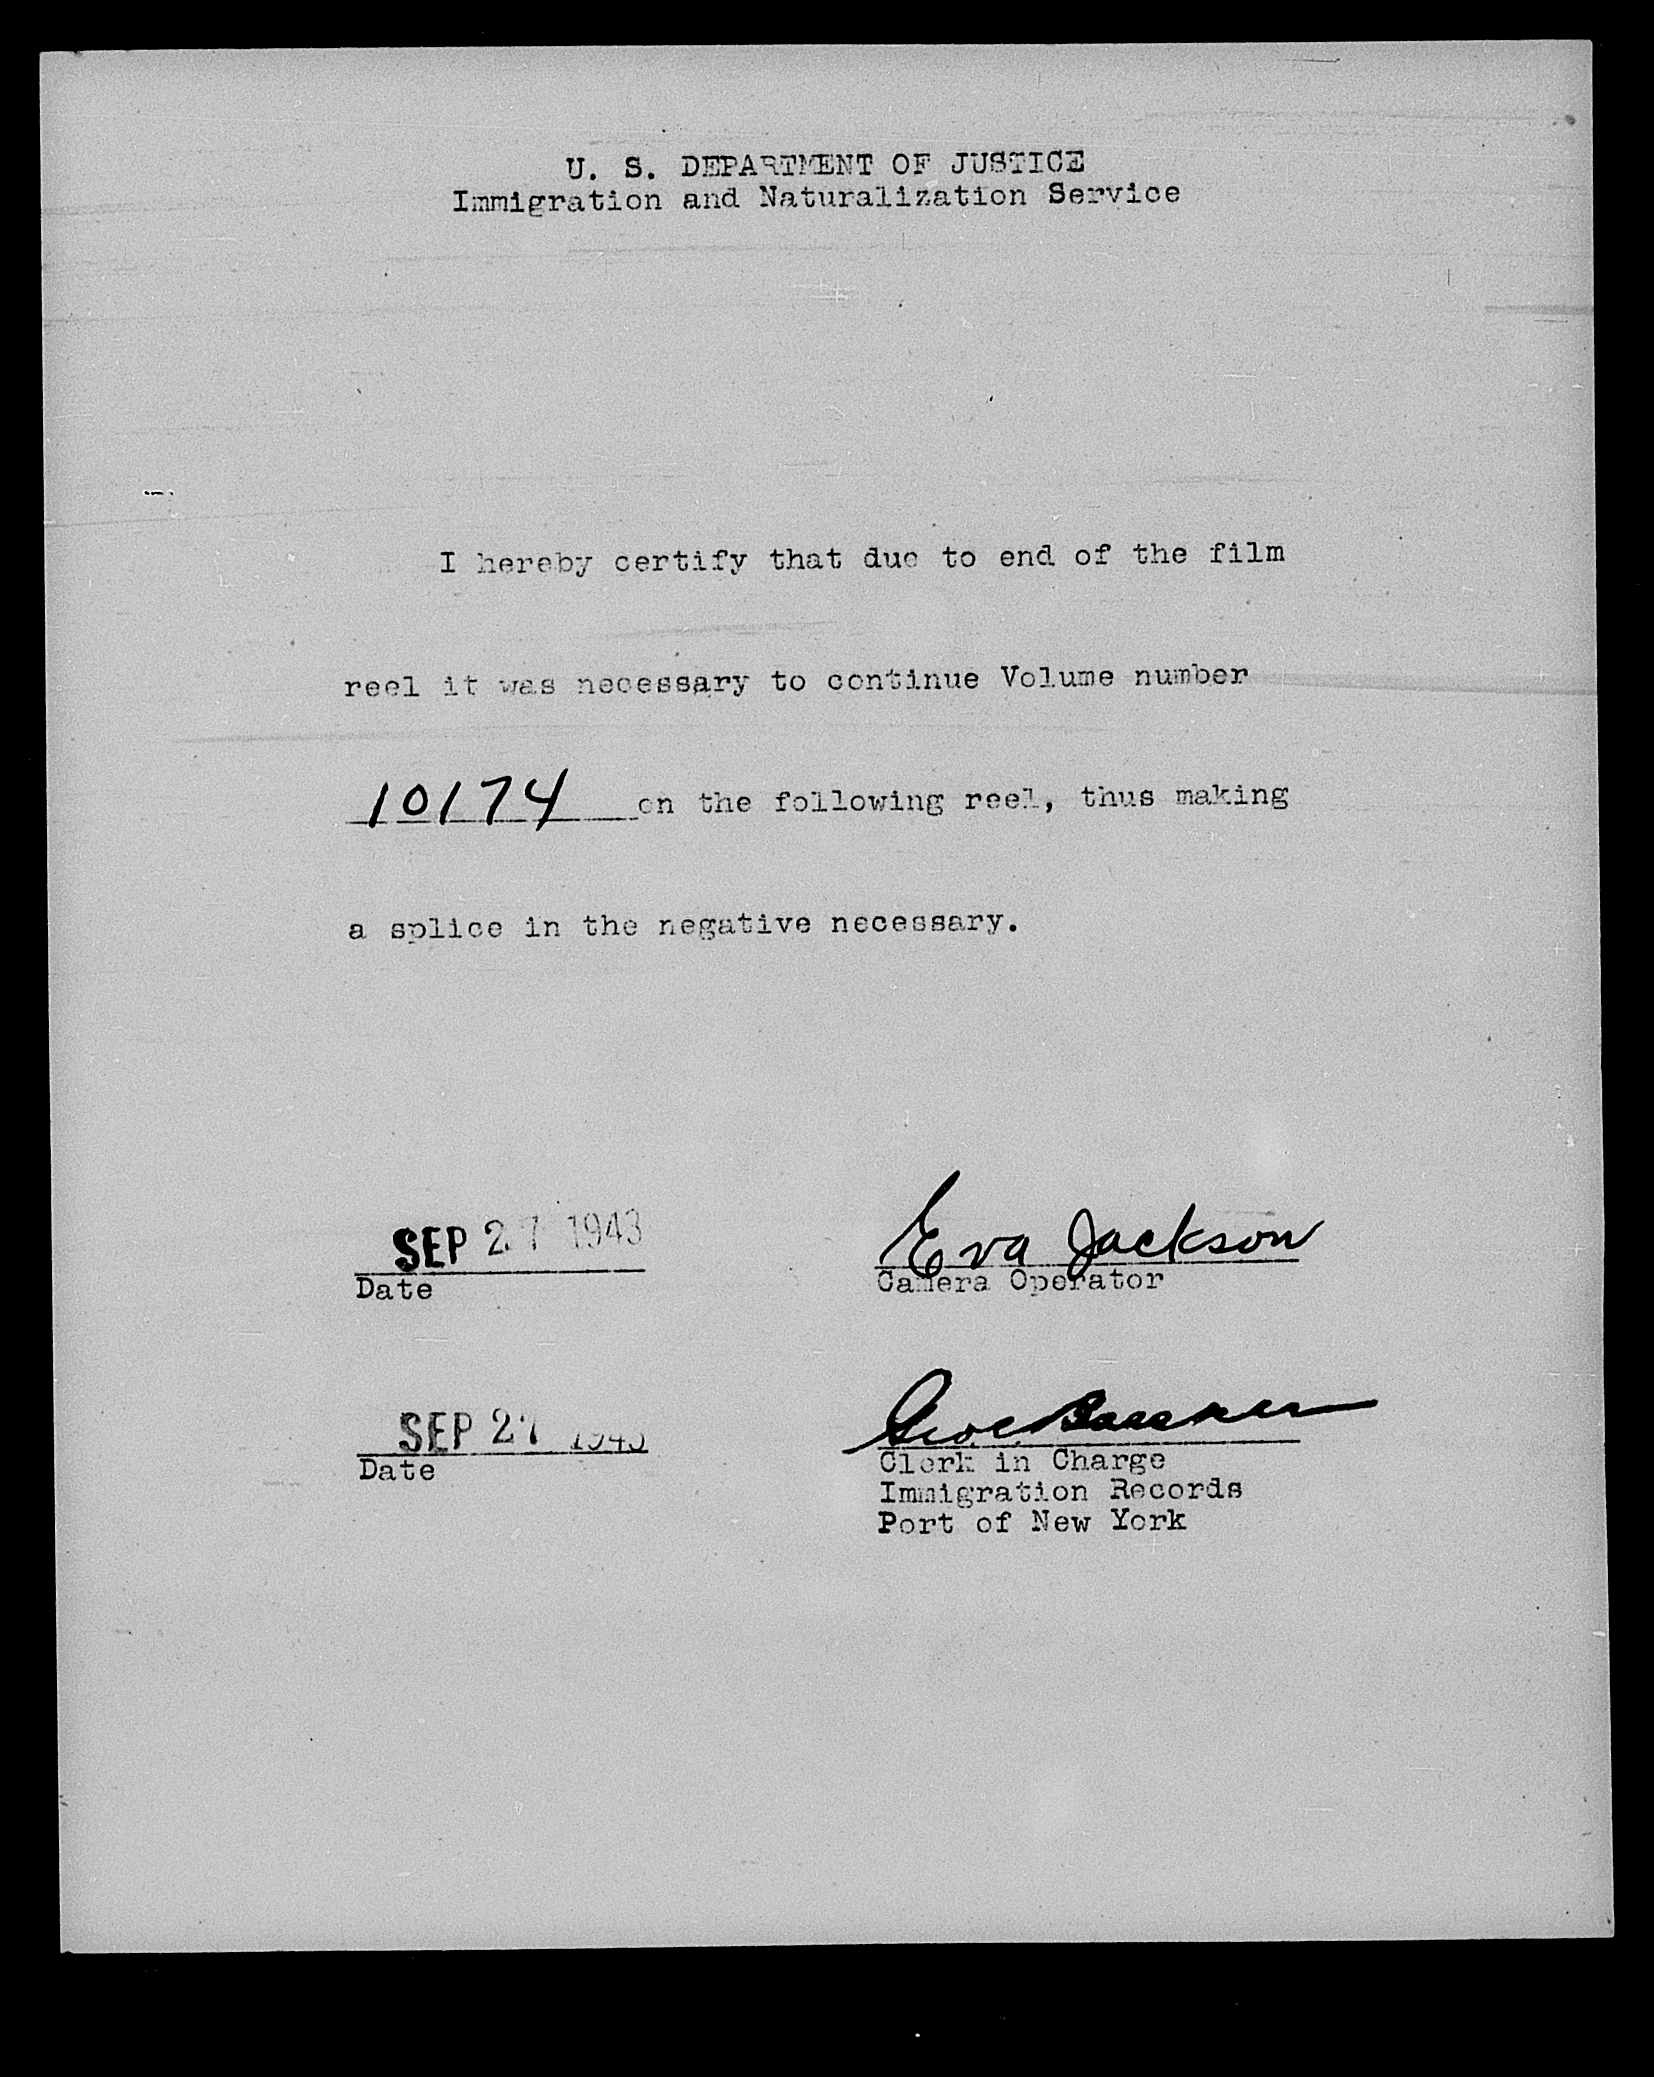 U. S. DEPARTMENT OF JUSTICE
Immigration and Naturalization Service
I hereby certify that due to end of the film
reel it was necessary to continue Volume number
10174 on the following reel, thus making
a splice in the negative necessary.
SEP 27 1943
Date
Eva Jackson
Camera Operator
SEP 27 1943
Date
Clerk in Charge
Immigration Records
Port of New York